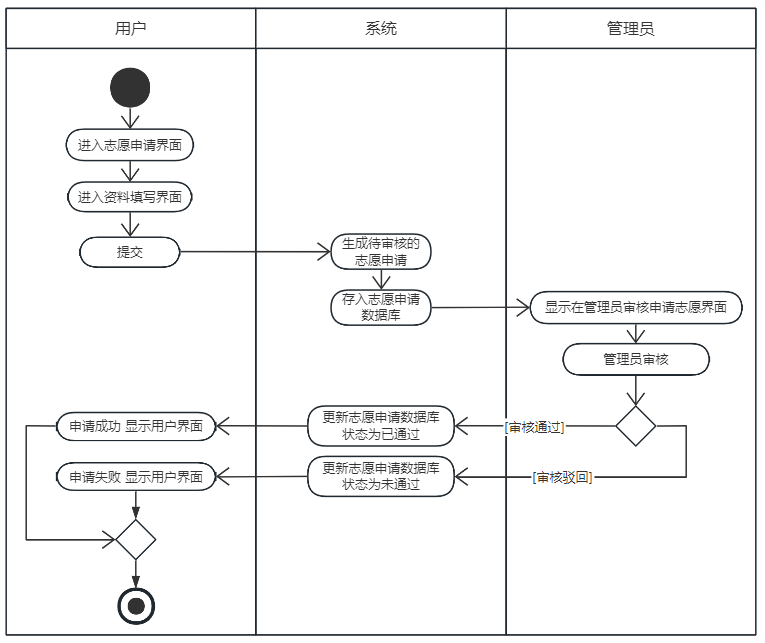 用户
系统
管理员
进入志愿申请界面
进入资料填写界面
提交
生成待审核的
志愿申请
存入志愿申请
数据库
显示在管理员审核申请志愿界面
管理员审核
申请成功 显示用户界面
更新志愿申请数据库
状态为已通过
[审核通过]
申请失败 显示用户界面
更新志愿申请数据库
状态为未通过
[审核驳回]